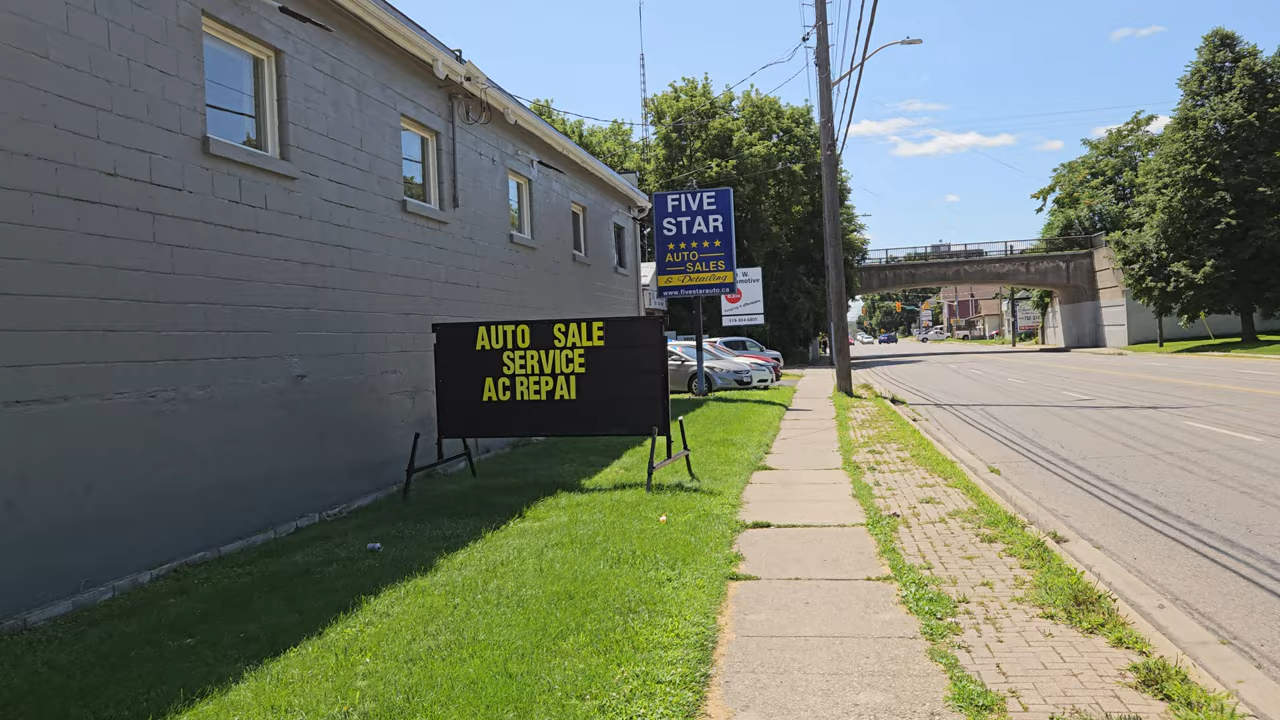 FIVE
STAR
AUTO
SALES
& Detailing
www.fivestarauto.ca
AUTO SALE
SERVICE
AC REPAI